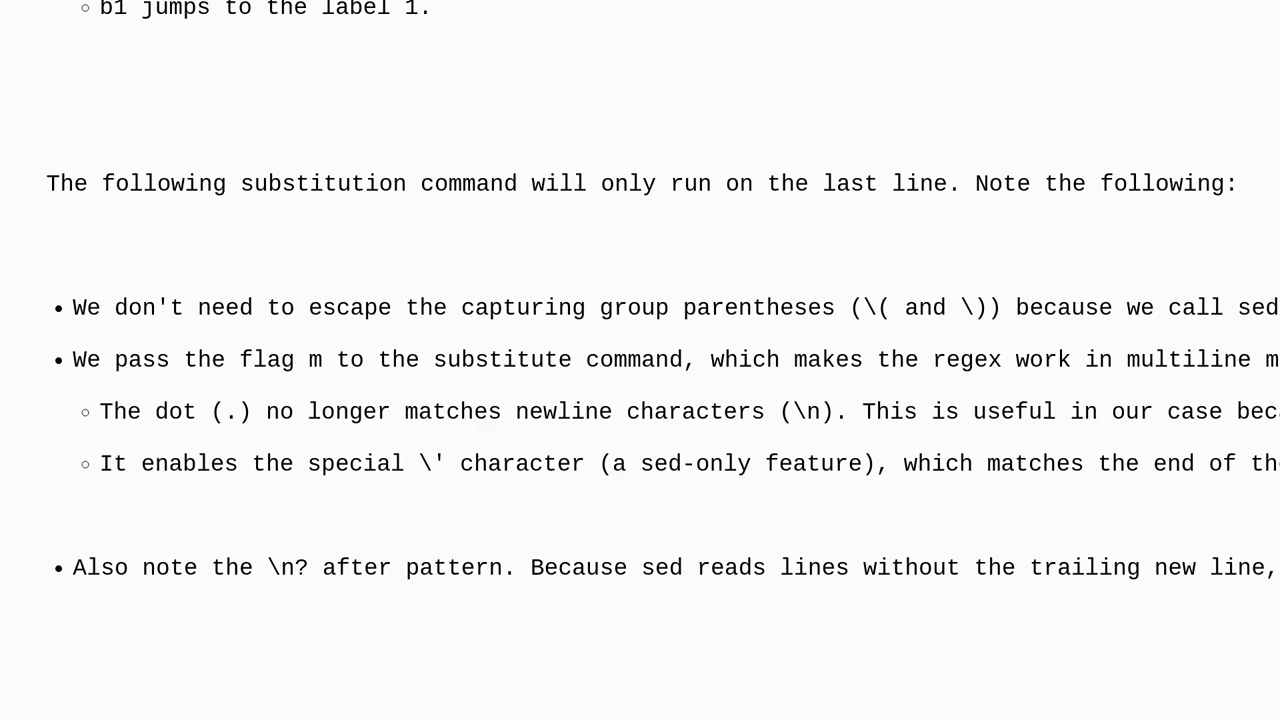 b1 jumps to the label 1.
The following substitution command will only run on the last line. Note the following:
We don't need to escape the capturing group parentheses (\( and \)) because we call sed
We pass the flag m to the substitute command, which makes the regex work in multiline
The dot (.) no longer matches newline characters (\n). This is useful in our case
It enables the special \' character (a sed-only feature), which matches the end of
Also note the \n? after pattern. Because sed reads lines without the trailing new line,